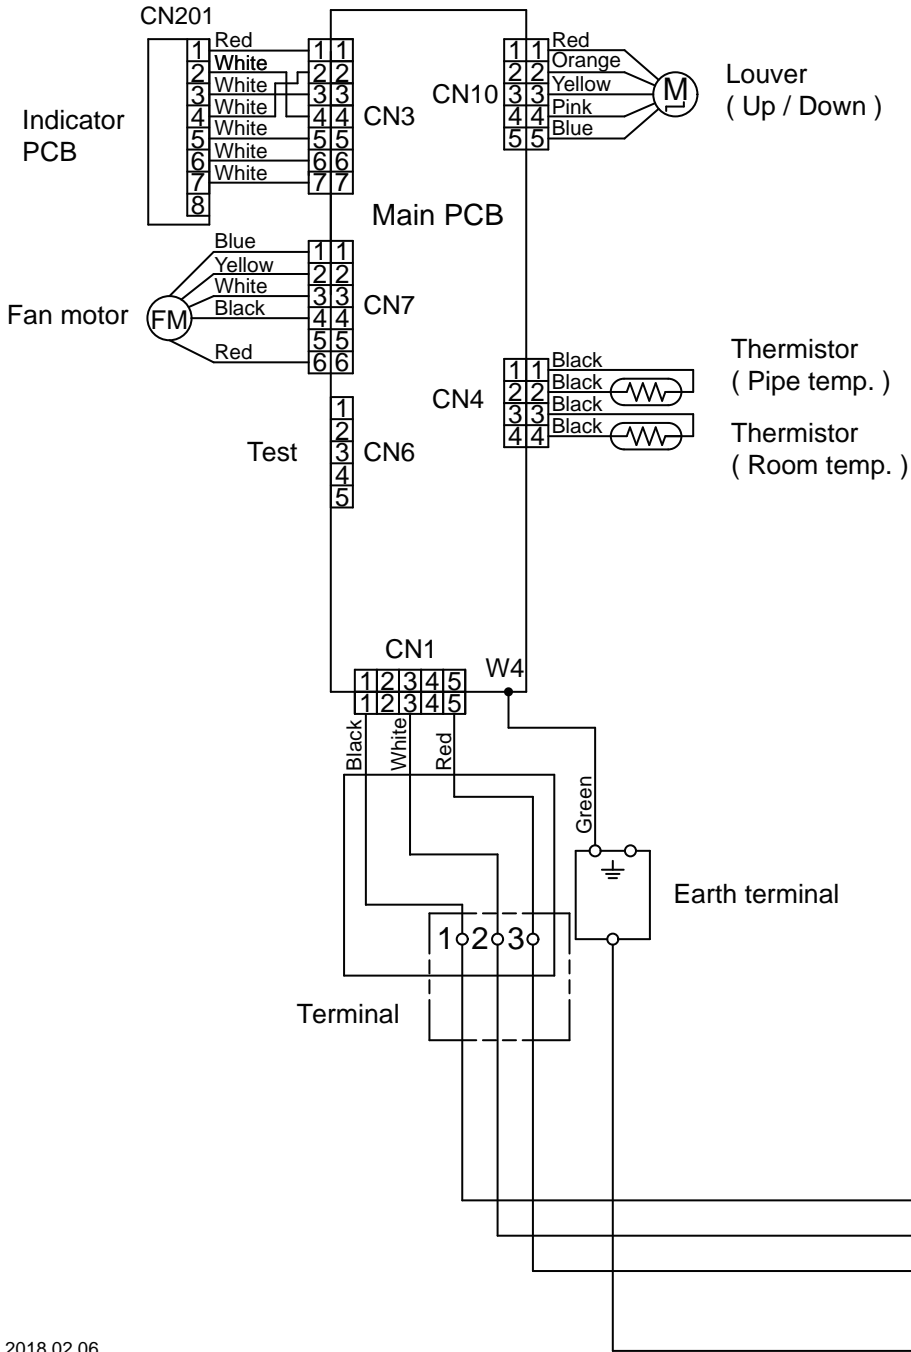 CN201
Indicator
PCB
1
2
3
4
5
6
7
8
Red
White
White
White
White
White
White
1 1
2 2
3 3
4 4
5 5
6 6
7 7
CN3
CN10
1 1
2 2
3 3
4 4
5 5
Red
Orange
Yellow
Pink
Blue
M
Louver
( Up / Down )
Main PCB
Fan motor
FM
Blue
Yellow
White
Black
Red
1 1
2 2
3 3
4 4
5 5
6 6
CN7
CN4
1 1
2 2
3 3
4 4
Black
Black
Black
Black
Thermistor
( Pipe temp. )
Thermistor
( Room temp. )
Test
1
2
3
4
5
CN6
CN1
1 2 3 4 5
1 2 3 4 5
W4
Black
White
Red
Green
Earth terminal
1 2 3
Terminal
2018.02.06